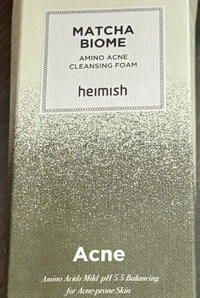 MATCHA
BIOME
AMINO ACNE
CLEANSING FOAM
heimish
Acne
Amino Acids Mild pH 5.5 Balancing
for Acne-prone Skin